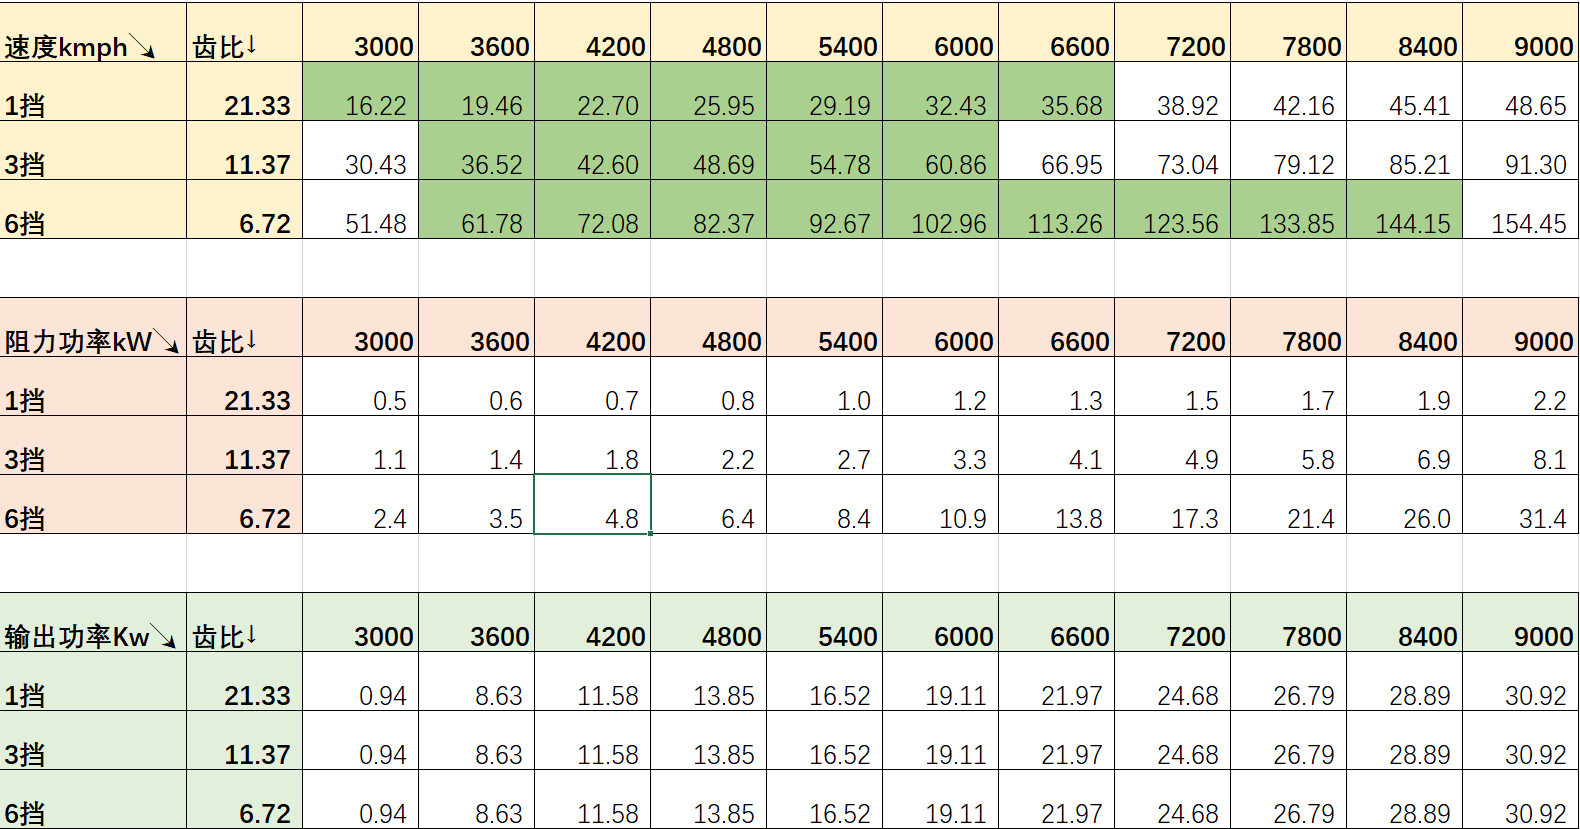 速度kmph↘ 齿比↓ 3000 3600 4200 4800 5400 6000 6600 7200 7800 8400 9000
1挡 21.33 16.22 19.46 22.70 25.95 29.19 32.43 35.68 38.92 42.16 45.41 48.65
3挡 11.37 30.43 36.52 42.60 48.69 54.78 60.86 66.95 73.04 79.12 85.21 91.30
6挡 6.72 51.48 61.78 72.08 82.37 92.67 102.96 113.26 123.56 133.85 144.15 154.45
阻力功率kW↘ 齿比↓ 3000 3600 4200 4800 5400 6000 6600 7200 7800 8400 9000
1挡 21.33 0.5 0.6 0.7 0.8 1.0 1.2 1.3 1.5 1.7 1.9 2.2
3挡 11.37 1.1 1.4 1.8 2.2 2.7 3.3 4.1 4.9 5.8 6.9 8.1
6挡 6.72 2.4 3.5 4.8 6.4 8.4 10.9 13.8 17.3 21.4 26.0 31.4
输出功率Kw↘ 齿比↓ 3000 3600 4200 4800 5400 6000 6600 7200 7800 8400 9000
1挡 21.33 0.94 8.63 11.58 13.85 16.52 19.11 21.97 24.68 26.79 28.89 30.92
3挡 11.37 0.94 8.63 11.58 13.85 16.52 19.11 21.97 24.68 26.79 28.89 30.92
6挡 6.72 0.94 8.63 11.58 13.85 16.52 19.11 21.97 24.68 26.79 28.89 30.92